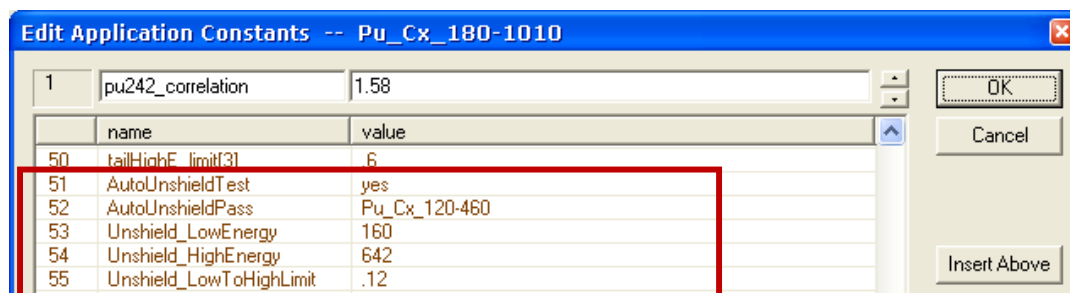 Edit Application Constants -- Pu_Cx_180-1010
1 pu242_correlation 1.58 OK
name value Cancel
50 tailHighE_limit[3] .6
51 AutoUnshieldTest yes
52 AutoUnshieldPass Pu_Cx_120-460
53 Unshield_LowEnergy 160
54 Unshield_HighEnergy 642 Insert Above
55 Unshield_LowToHighLimit .12